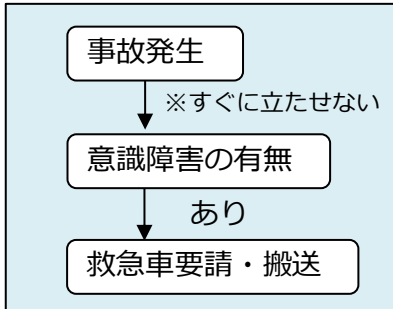 事故発生
※すぐに立たせない
意識障害の有無
あり
救急車要請・搬送